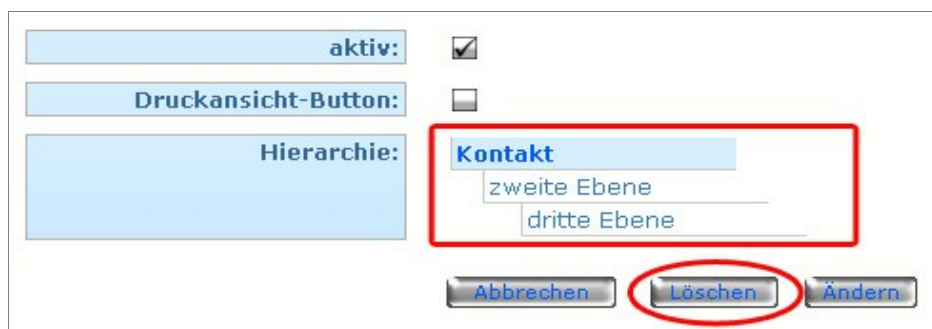 aktiv:
Druckansicht-Button:
Hierarchie:
Kontakt
zweite Ebene
dritte Ebene
Abbrechen Löschen Ändern